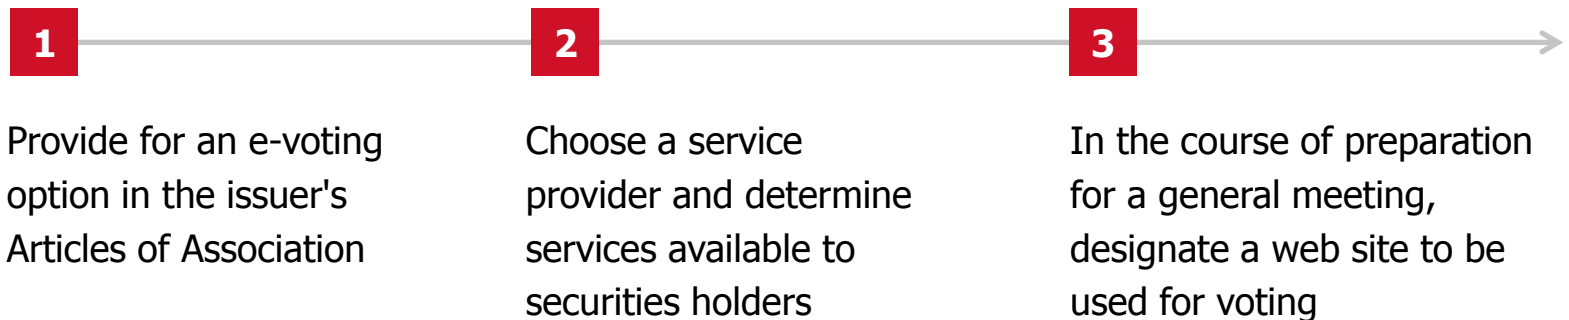 1
Provide for an e-voting
option in the issuer's
Articles of Association
2
Choose a service
provider and determine
services available to
securities holders
3
In the course of preparation
for a general meeting,
designate a web site to be
used for voting